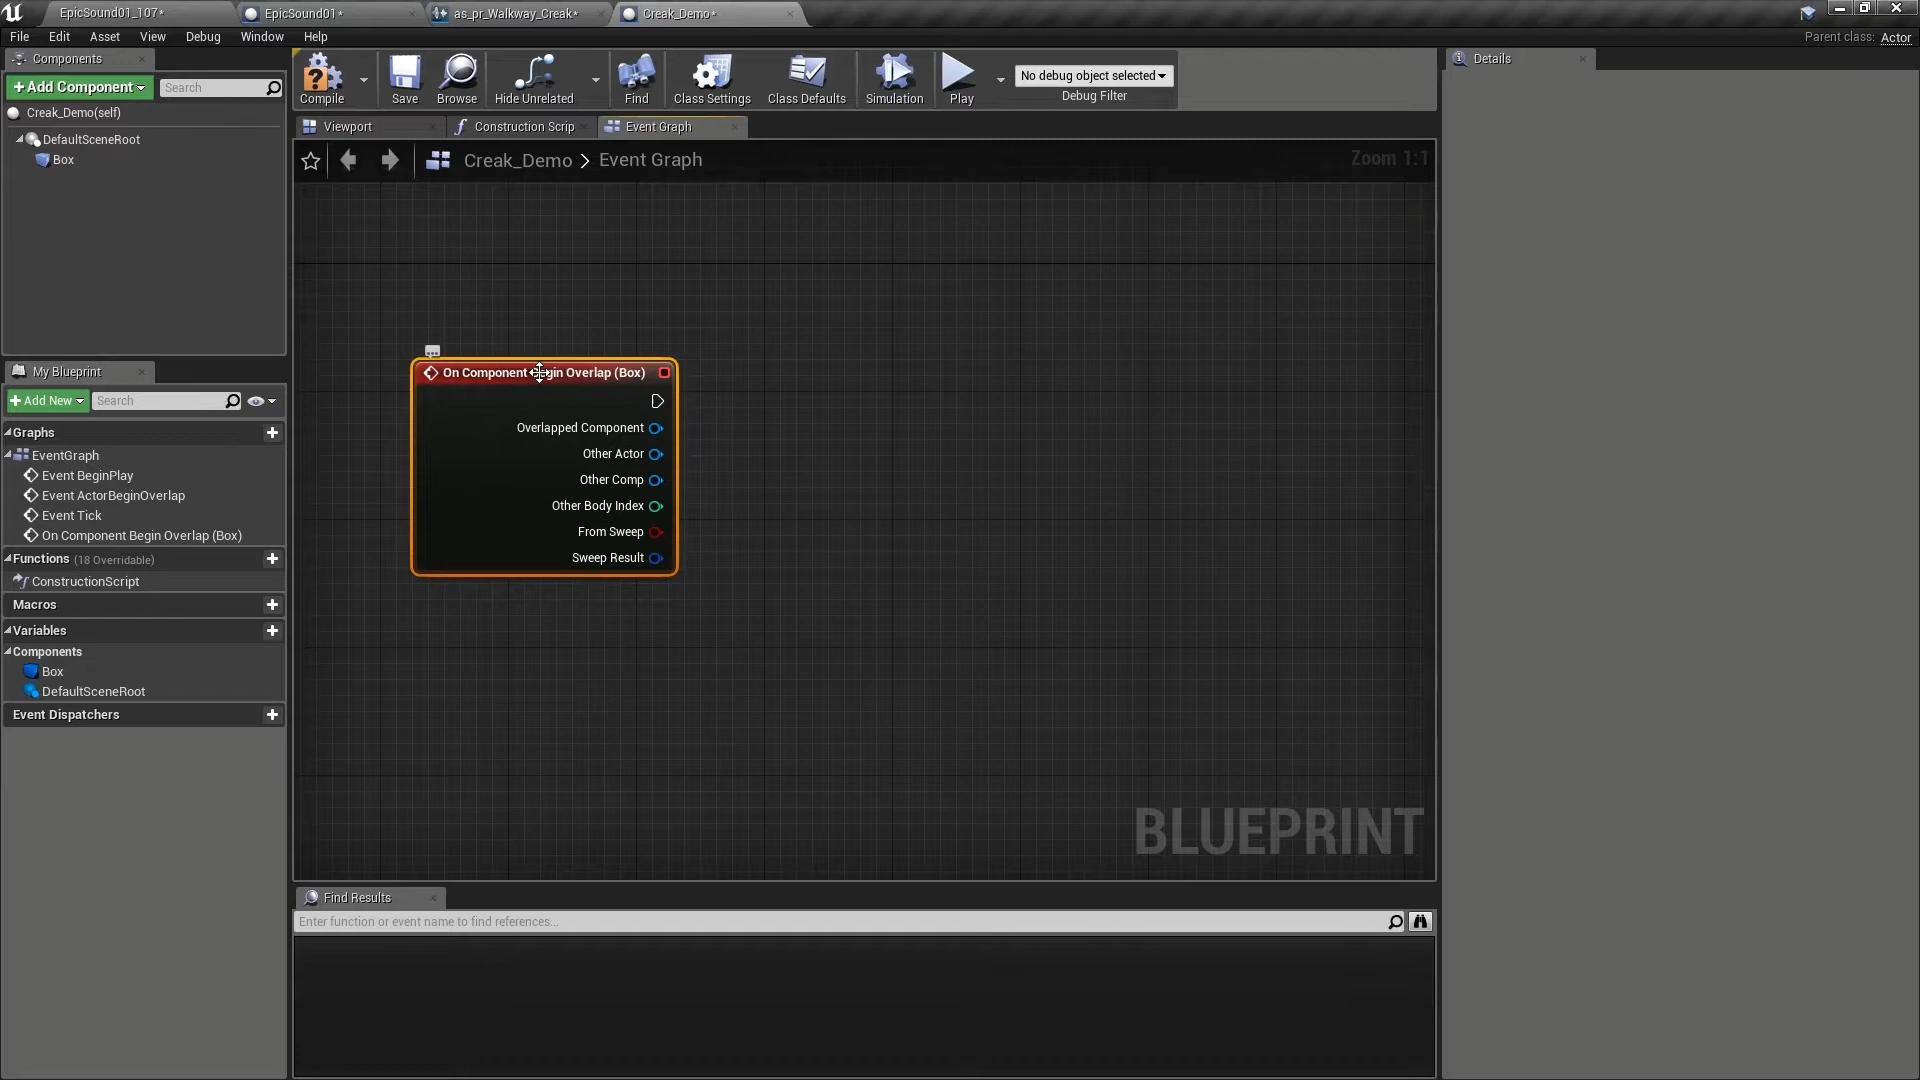 EpicSound01_107*
EpicSound01*
as_pr_Walkway_Creak*
Creak_Demo*
File Edit Asset View Debug Window Help
Parent class: Actor
Components
+Add Component
Search
Creak_Demo(self)
DefaultSceneRoot
Box
Compile
Save
Browse
Hide Unrelated
Find
Class Settings
Class Defaults
Simulation
Play
No debug object selected
Debug Filter
Details
Viewport
Construction Scrip
Event Graph
Creak_Demo > Event Graph
Zoom 1:1
On Component gin Overlap (Box)
Overlapped Component
Other Actor
Other Comp
Other Body Index
From Sweep
Sweep Result
BLUEPRINT
My Blueprint
+Add New
Search
Graphs
EventGraph
Event BeginPlay
Event ActorBeginOverlap
Event Tick
On Component Begin Overlap (Box)
Functions (18 Overridable)
ConstructionScript
Macros
Variables
Components
Box
DefaultSceneRoot
Event Dispatchers
Find Results
Enter function or event name to find references...